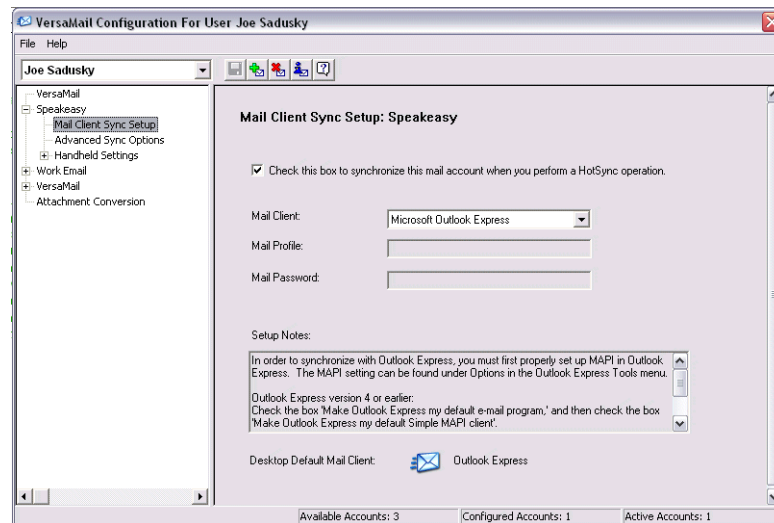 VersaMail Configuration For User Joe Sadusky
File Help
Joe Sadusky
VersaMail
Speakeasy
Mail Client Sync Setup
Advanced Sync Options
Handheld Settings
Work Email
VersaMail
Attachment Conversion
Mail Client Sync Setup: Speakeasy
Check this box to synchronize this mail account when you perform a HotSync operation.
Mail Client:
Microsoft Outlook Express
Mail Profile:
Mail Password:
Setup Notes:
In order to synchronize with Outlook Express, you must first properly set up MAPI in Outlook
Express. The MAPI setting can be found under Options in the Outlook Express Tools menu.
Outlook Express version 4 or earlier:
Check the box 'Make Outlook Express my default e-mail program,' and then check the box
'Make Outlook Express my default Simple MAPI client'.
Desktop Default Mail Client: Outlook Express
Available Accounts: 3 Configured Accounts: 1 Active Accounts: 1